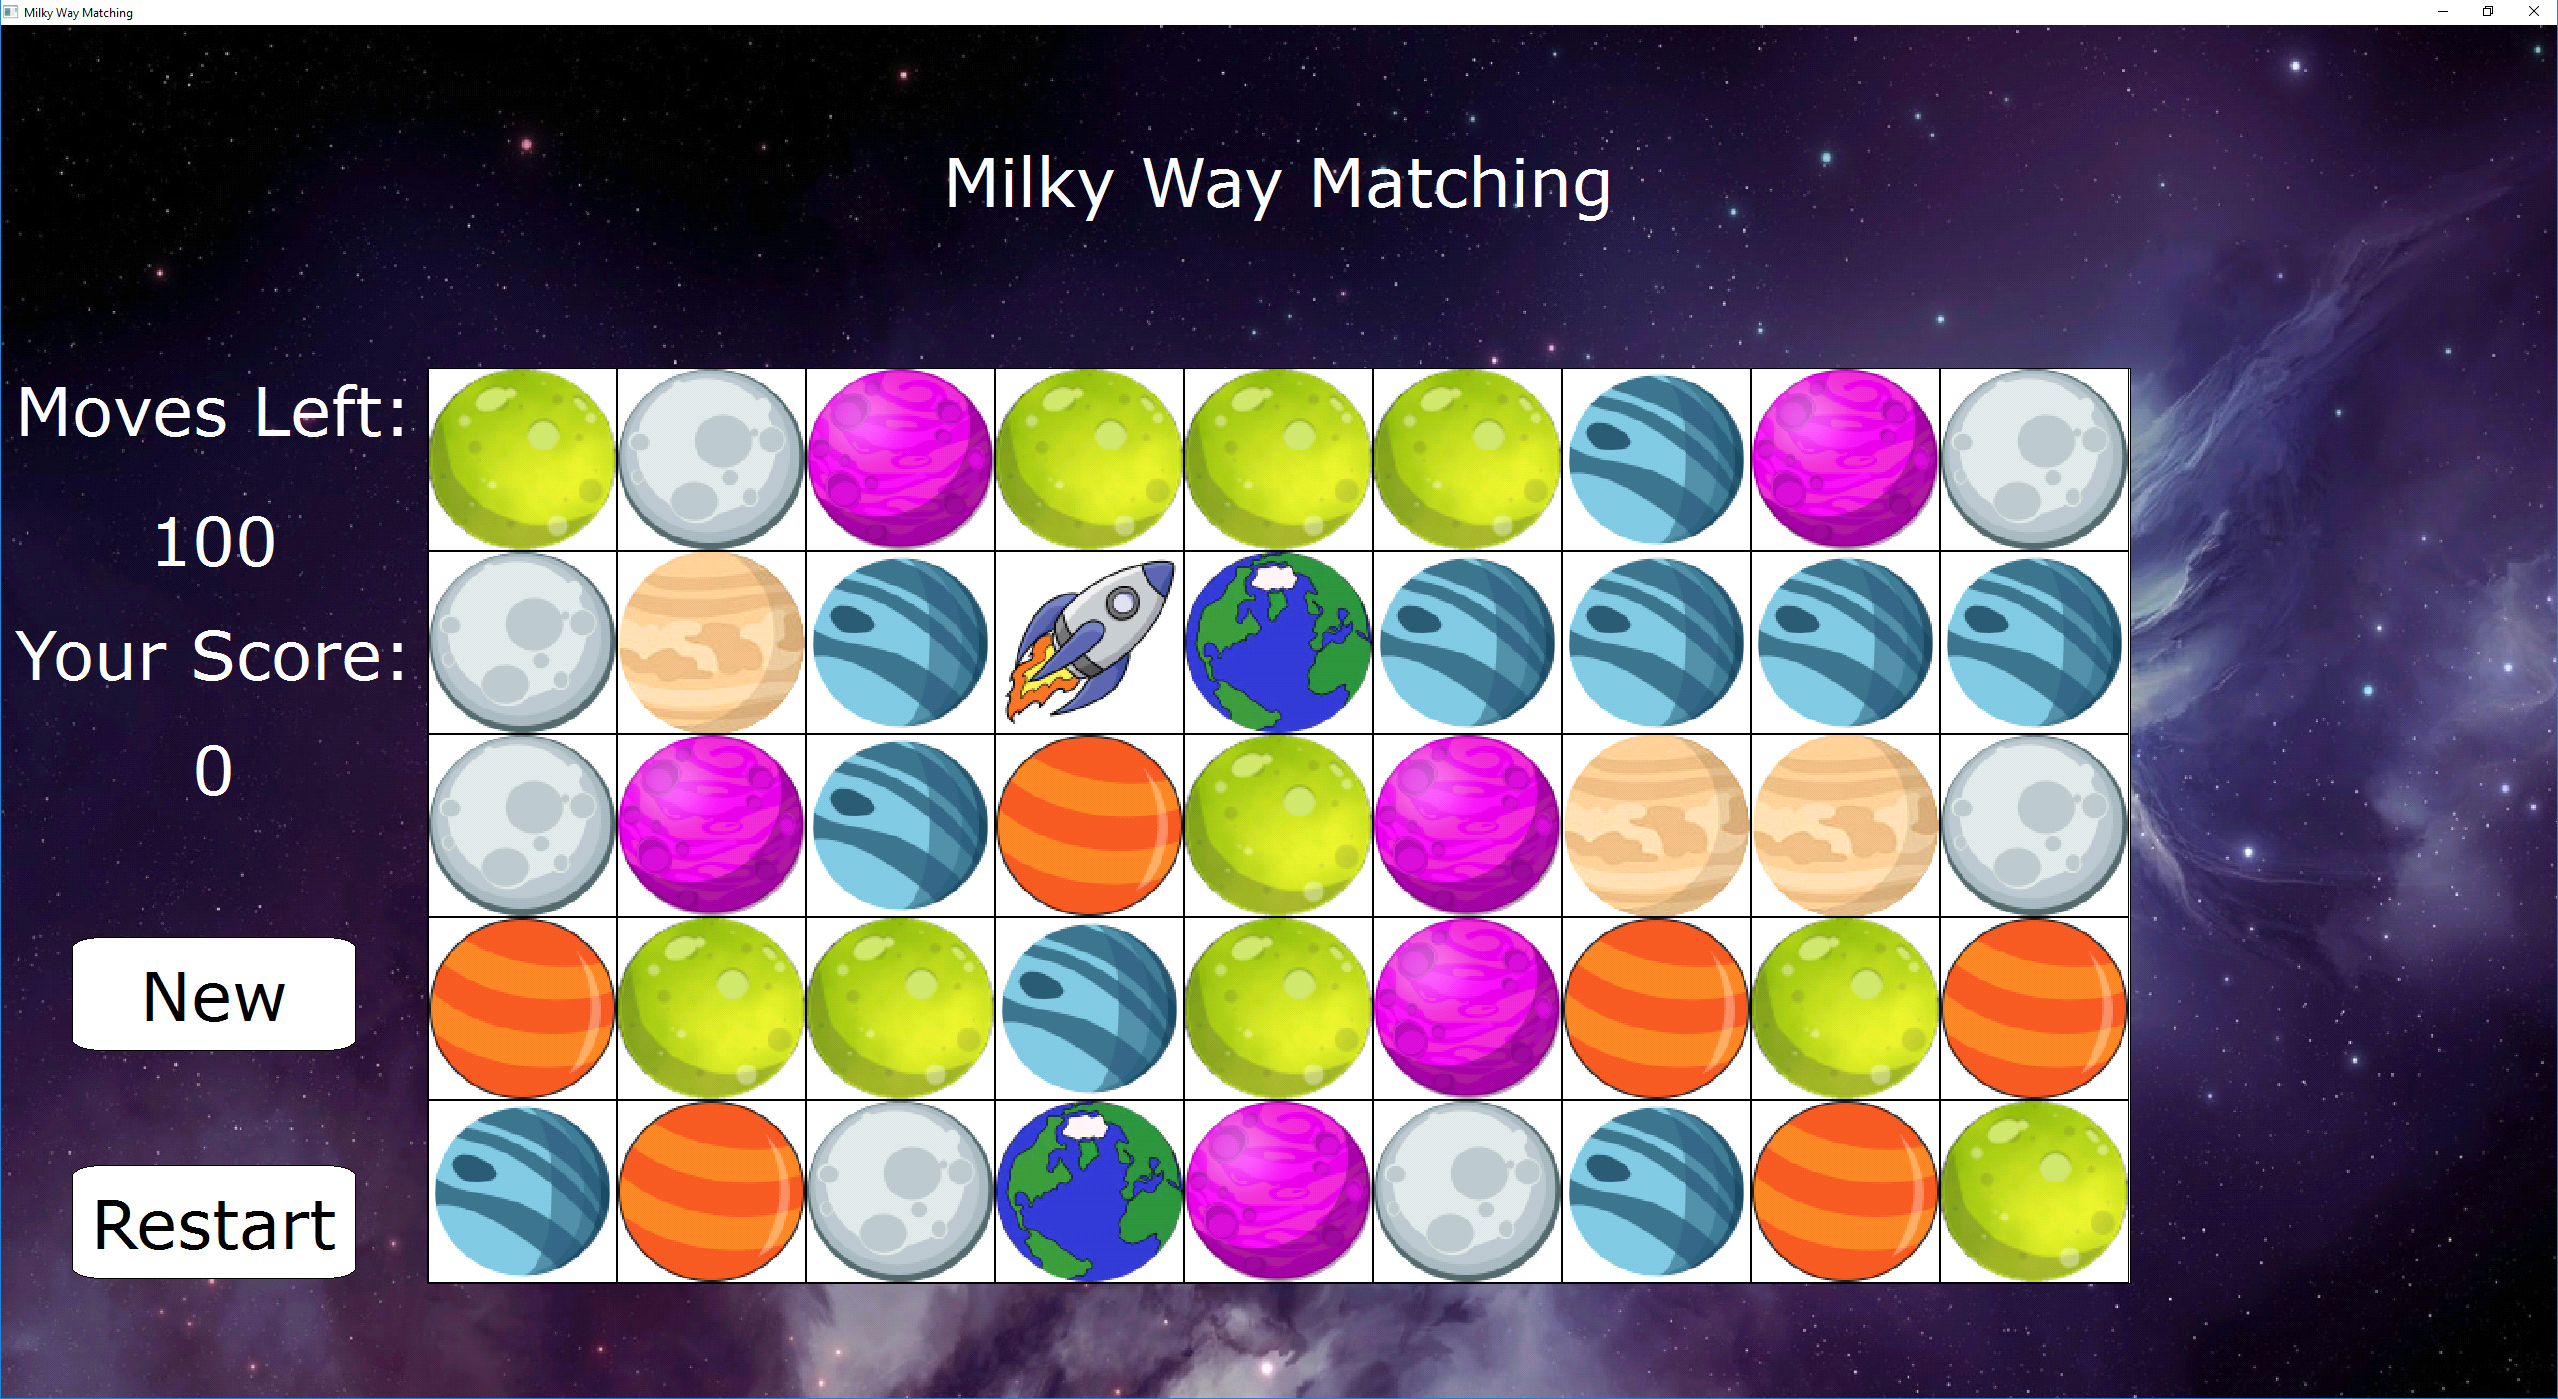 Milky Way Matching
Milky Way Matching
Moves Left:
100
Your Score:
0
New
Restart